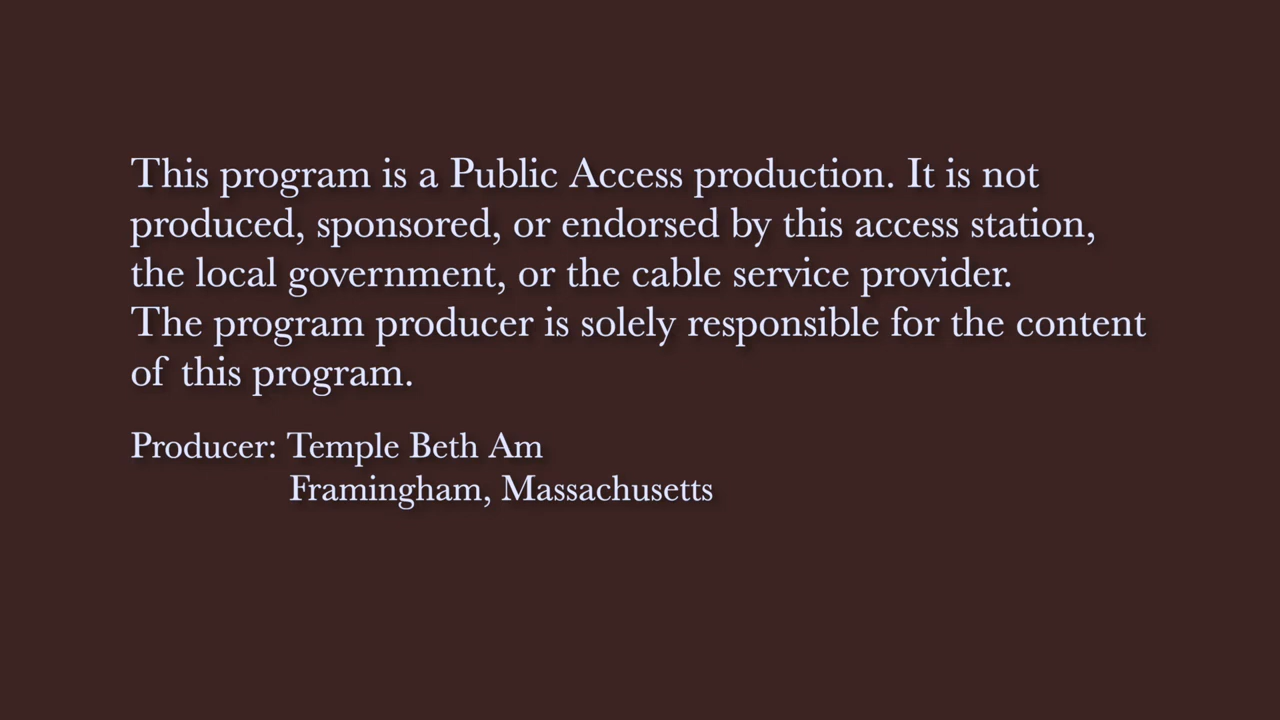 This program is a Public Access production. It is not
produced, sponsored, or endorsed by this access station,
the local government, or the cable service provider.
The program producer is solely responsible for the content
of this program.
Producer: Temple Beth Am
Framingham, Massachusetts